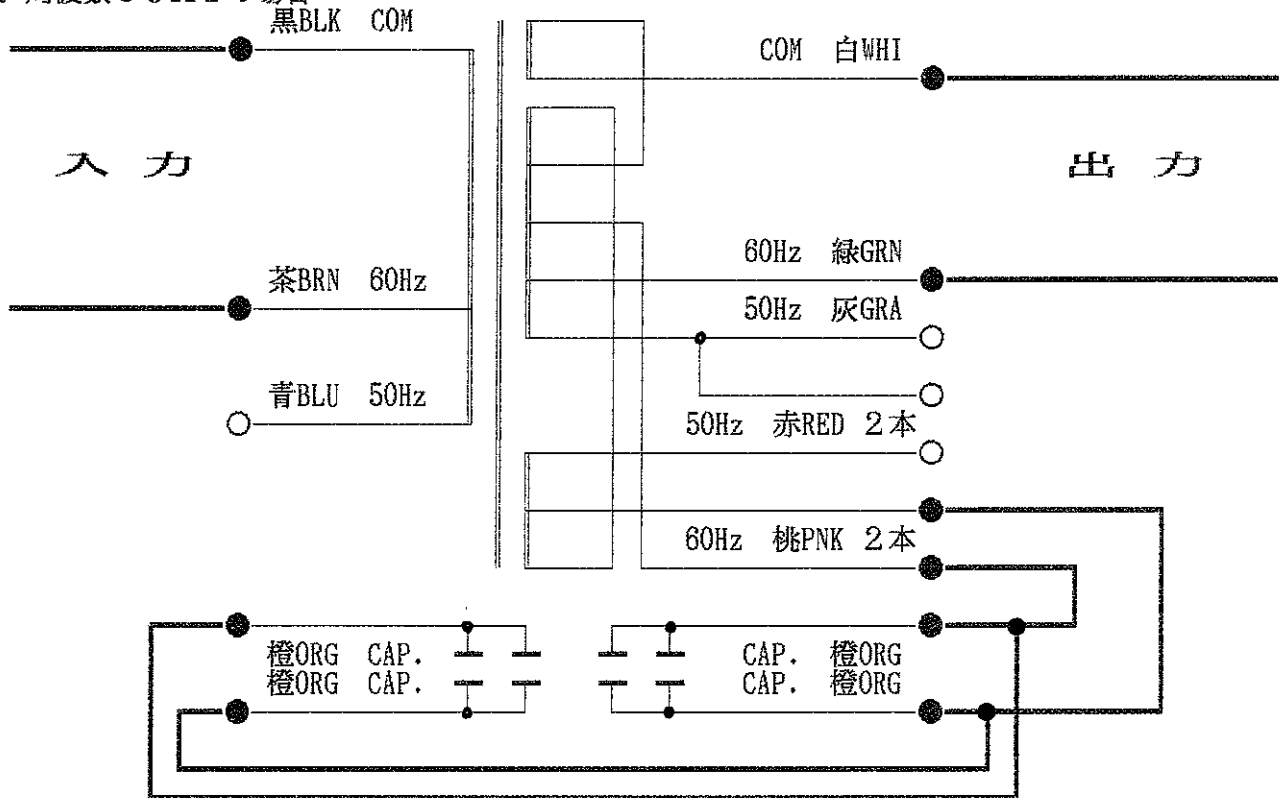 黒BLK COM
COM 白WHI
入力
出力
茶BRN 60Hz
60Hz 緑GRN
50Hz 灰GRA
青BLU 50Hz
50Hz 赤RED 2本
60Hz 桃PNK 2本
橙ORG CAP.
橙ORG CAP.
CAP. 橙ORG
CAP. 橙ORG